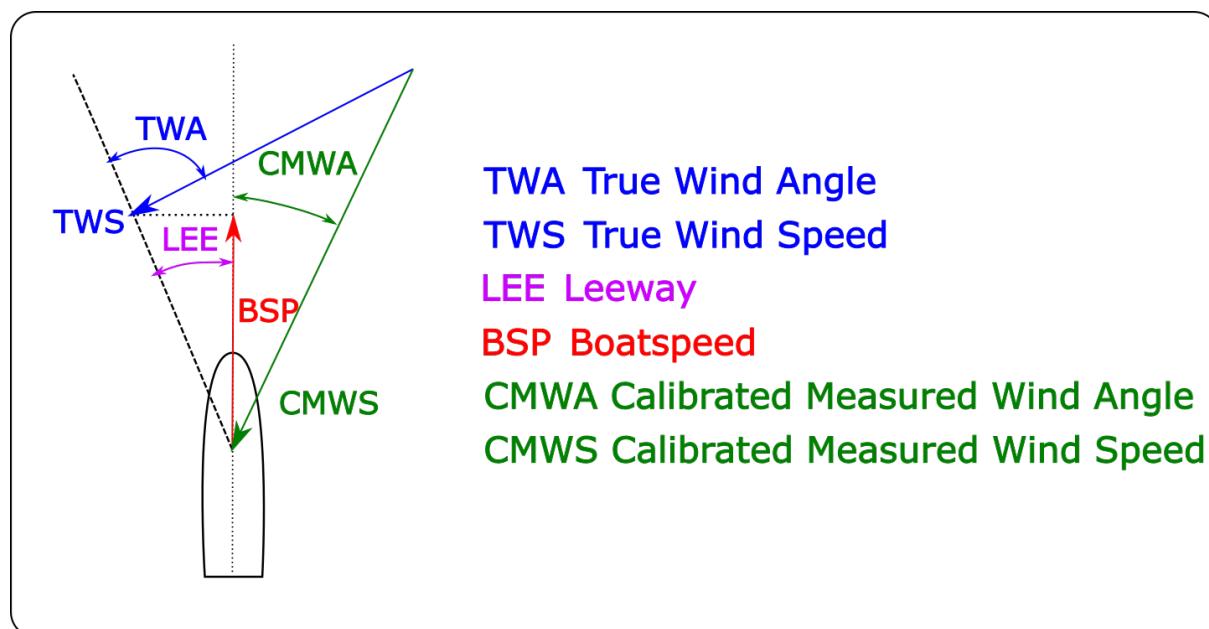 TWA
CMWA
TWS
LEE
BSP
CMWS
TWA True Wind Angle
TWS True Wind Speed
LEE Leeway
BSP Boatspeed
CMWA Calibrated Measured Wind Angle
CMWS Calibrated Measured Wind Speed